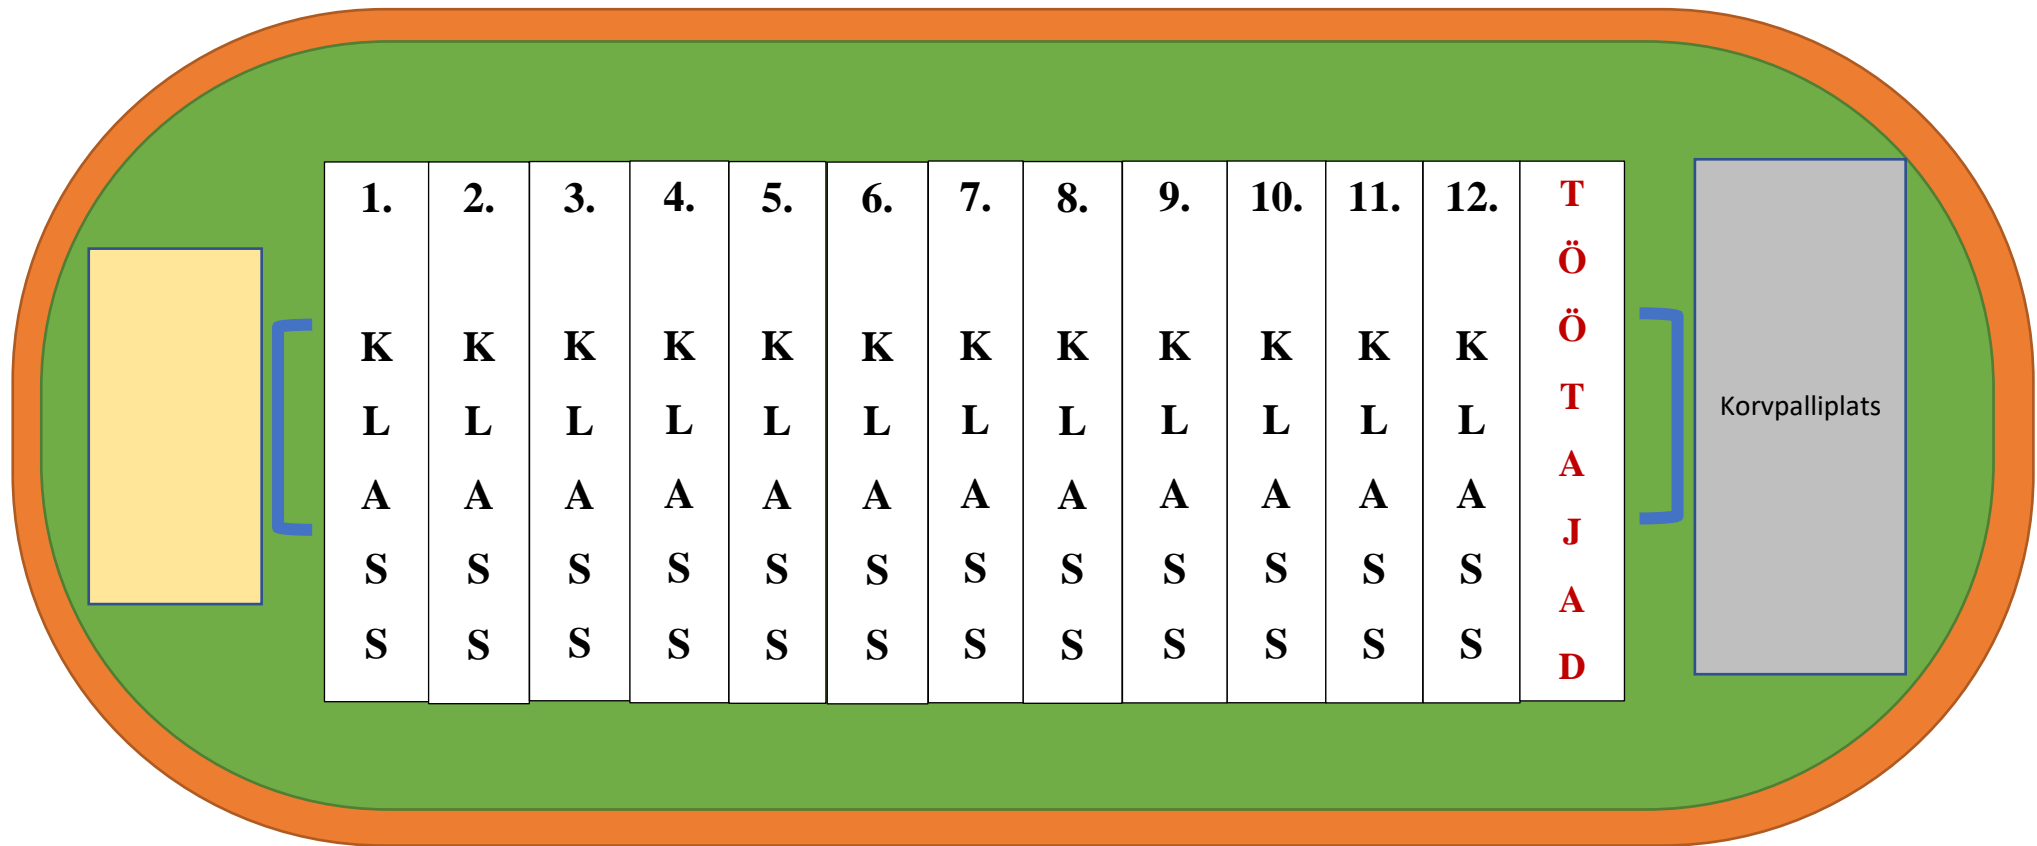 1. KLASS
2. KLASS
3. KLASS
4. KLASS
5. KLASS
6. KLASS
7. KLASS
8. KLASS
9. KLASS
10. KLASS
11. KLASS
12. KLASS
TÖÖTAJAD
Korvpalliplats